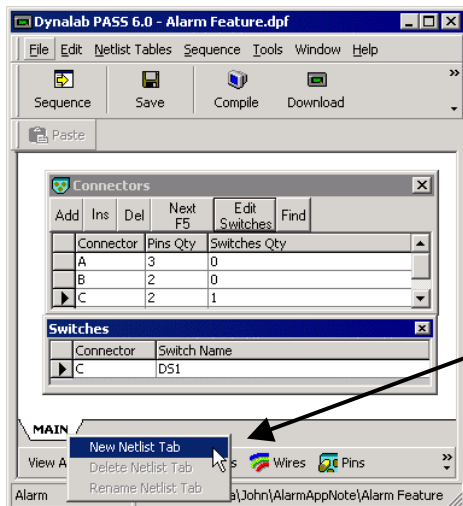 Dynalab PASS 6.0 - Alarm Feature.dpf
File Edit Netlist Tables Sequence Tools Window Help
Sequence Save Compile Download
Paste
Connectors
Add Ins Del Next F5 Edit Switches Find
Connector Pins Qty Switches Qty
A 3 0
B 2 0
C 2 1
Switches
Connector Switch Name
C DS1
MAIN
New Netlist Tab
View A s Wires Pins
Delete Netlist Tab
Rename Netlist Tab
Alarm a\John\AlarmAppNote\Alarm Feature